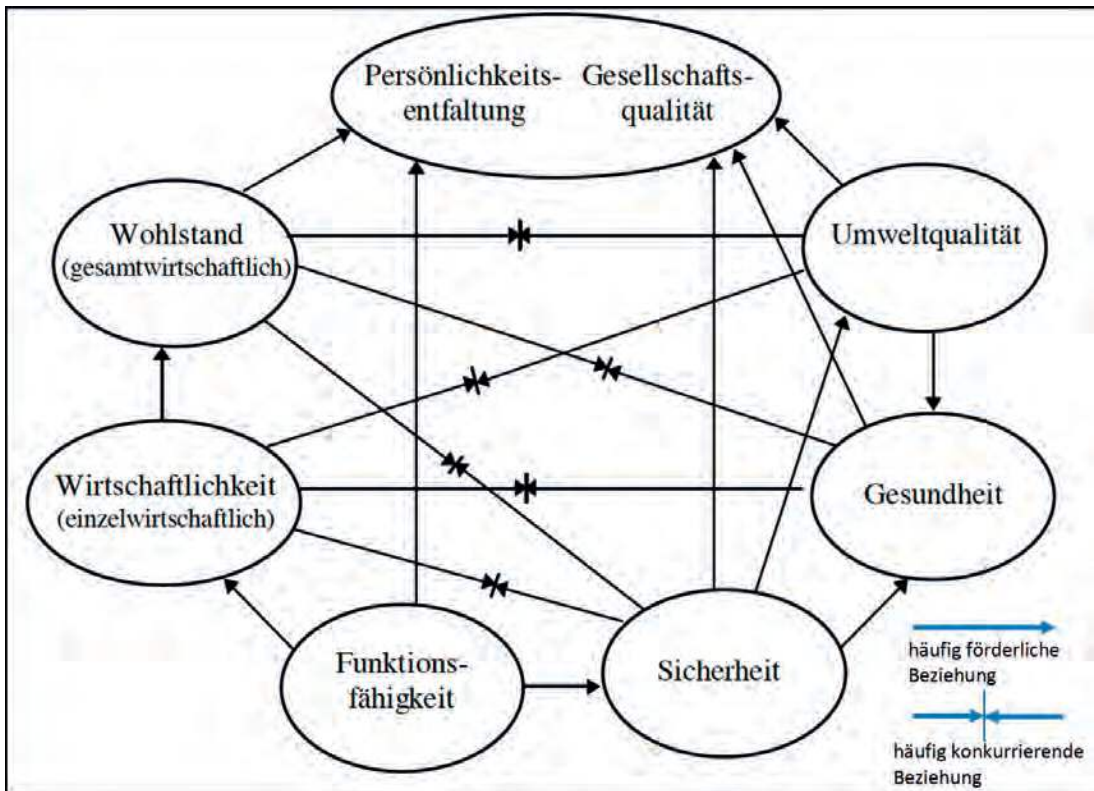 Persönlichkeits-
entfaltung
Gesellschafts-
qualität
Wohlstand
(gesamtwirtschaftlich)
Umweltqualität
Wirtschaftlichkeit
(einzelwirtschaftlich)
Gesundheit
Funktions-
fähigkeit
Sicherheit
häufig förderliche
Beziehung
häufig konkurrierende
Beziehung